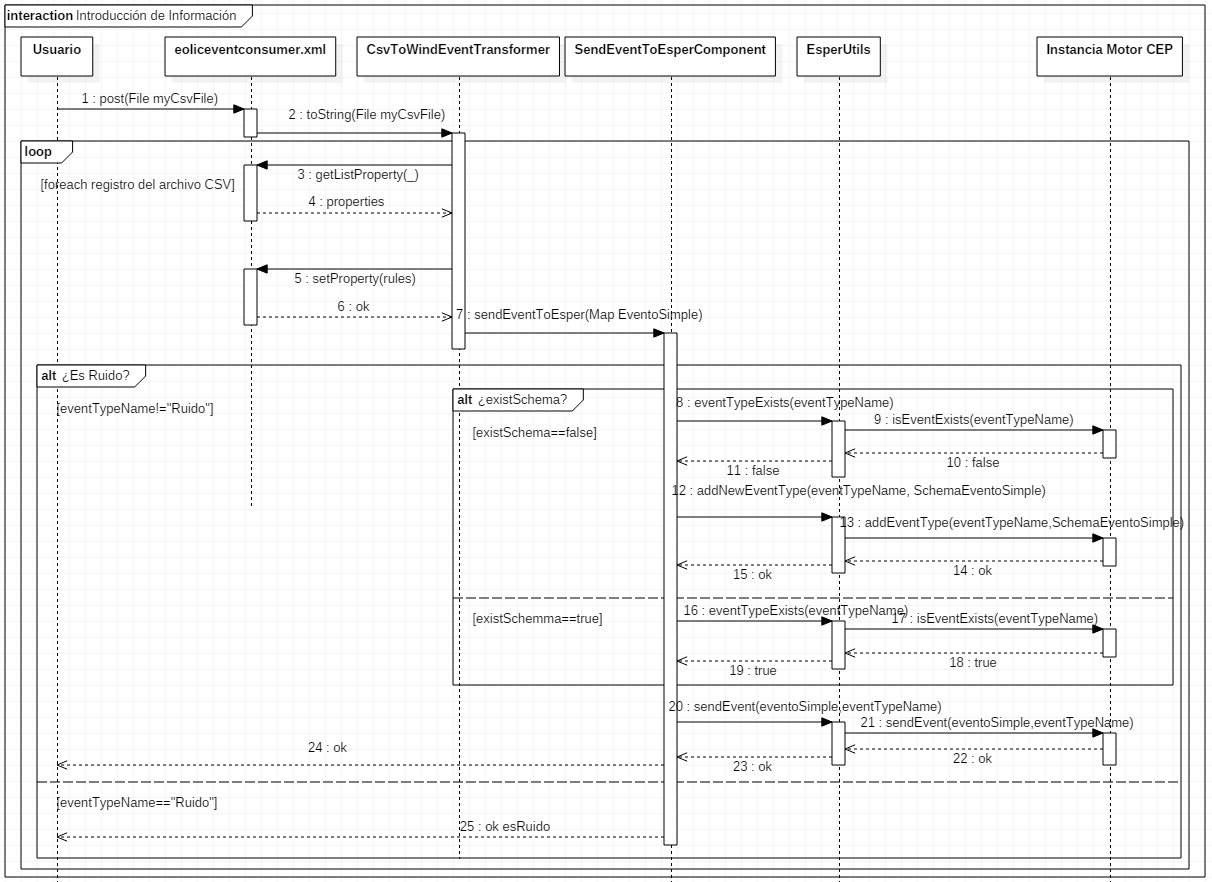 interaction Introducción de Información
Usuario
eoliceventconsumer.xml
CsvToWindEventTransformer
SendEventToEsperComponent
EsperUtils
Instancia Motor CEP
1 : post(File myCsvFile)
2 : toString(File myCsvFile)
loop
[foreach registro del archivo CSV]
3 : getListProperty(_)
4 : properties
5 : setProperty(rules)
6 : ok
7 : sendEventToEsper(Map EventoSimple)
alt ¿Es Ruido?
[eventTypeName!="Ruido"]
alt ¿existSchema?
[existSchema==false]
8 : eventTypeExists(eventTypeName)
9 : isEventExists(eventTypeName)
10 : false
11 : false
12 : addNewEventType(eventTypeName, SchemaEventoSimple)
13 : addEventType(eventTypeName,SchemaEventoSimple)
14 : ok
15 : ok
[existSchemma==true]
16 : eventTypeExists(eventTypeName)
17 : isEventExists(eventTypeName)
18 : true
19 : true
20 : sendEvent(eventoSimple,eventTypeName)
21 : sendEvent(eventoSimple,eventTypeName)
22 : ok
23 : ok
24 : ok
[eventTypeName=="Ruido"]
25 : ok esRuido